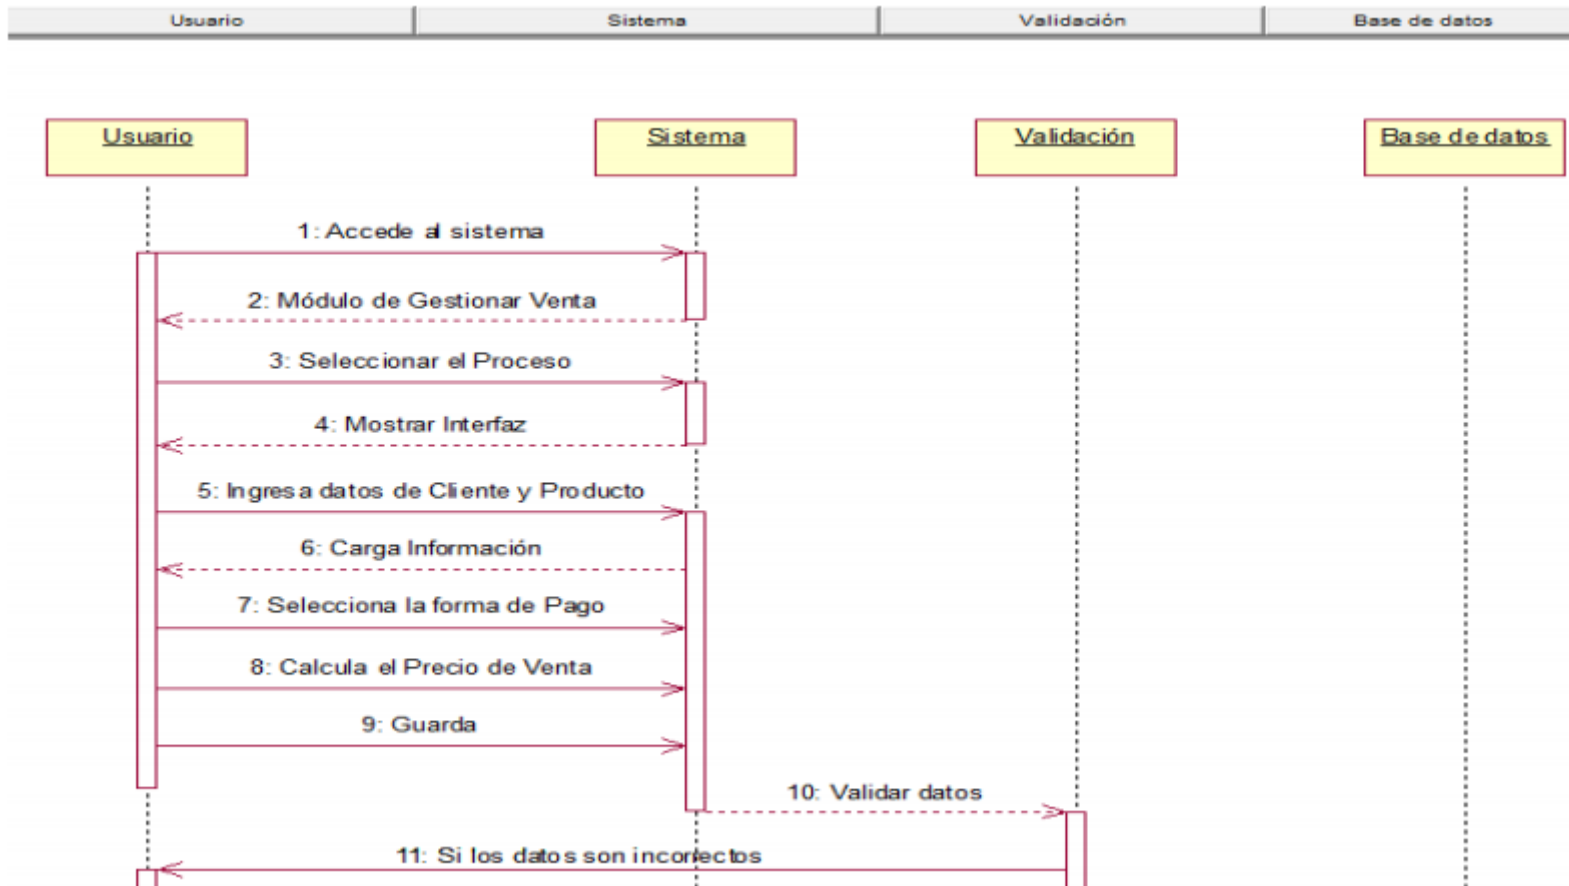 Usuario Sistema Validación Base de datos
Usuario Sistema Validación Base de datos
1: Accede al sistema
2: Módulo de Gestionar Venta
3: Seleccionar el Proceso
4: Mostrar Interfaz
5: Ingresa datos de Cliente y Producto
6: Carga Información
7: Selecciona la forma de Pago
8: Calcula el Precio de Venta
9: Guarda
10: Validar datos
11: Si los datos son incorrectos